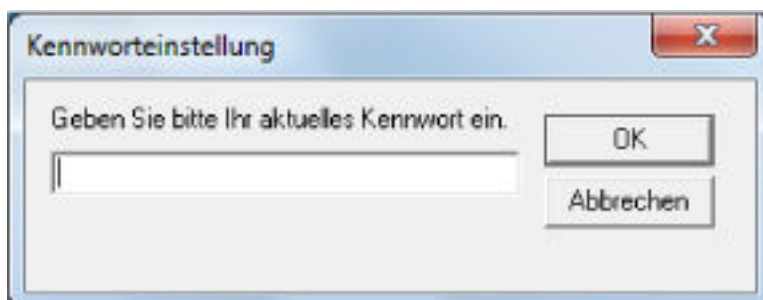 Kennworteinstellung
Geben Sie bitte Ihr aktuelles Kennwort ein.
OK
Abbrechen